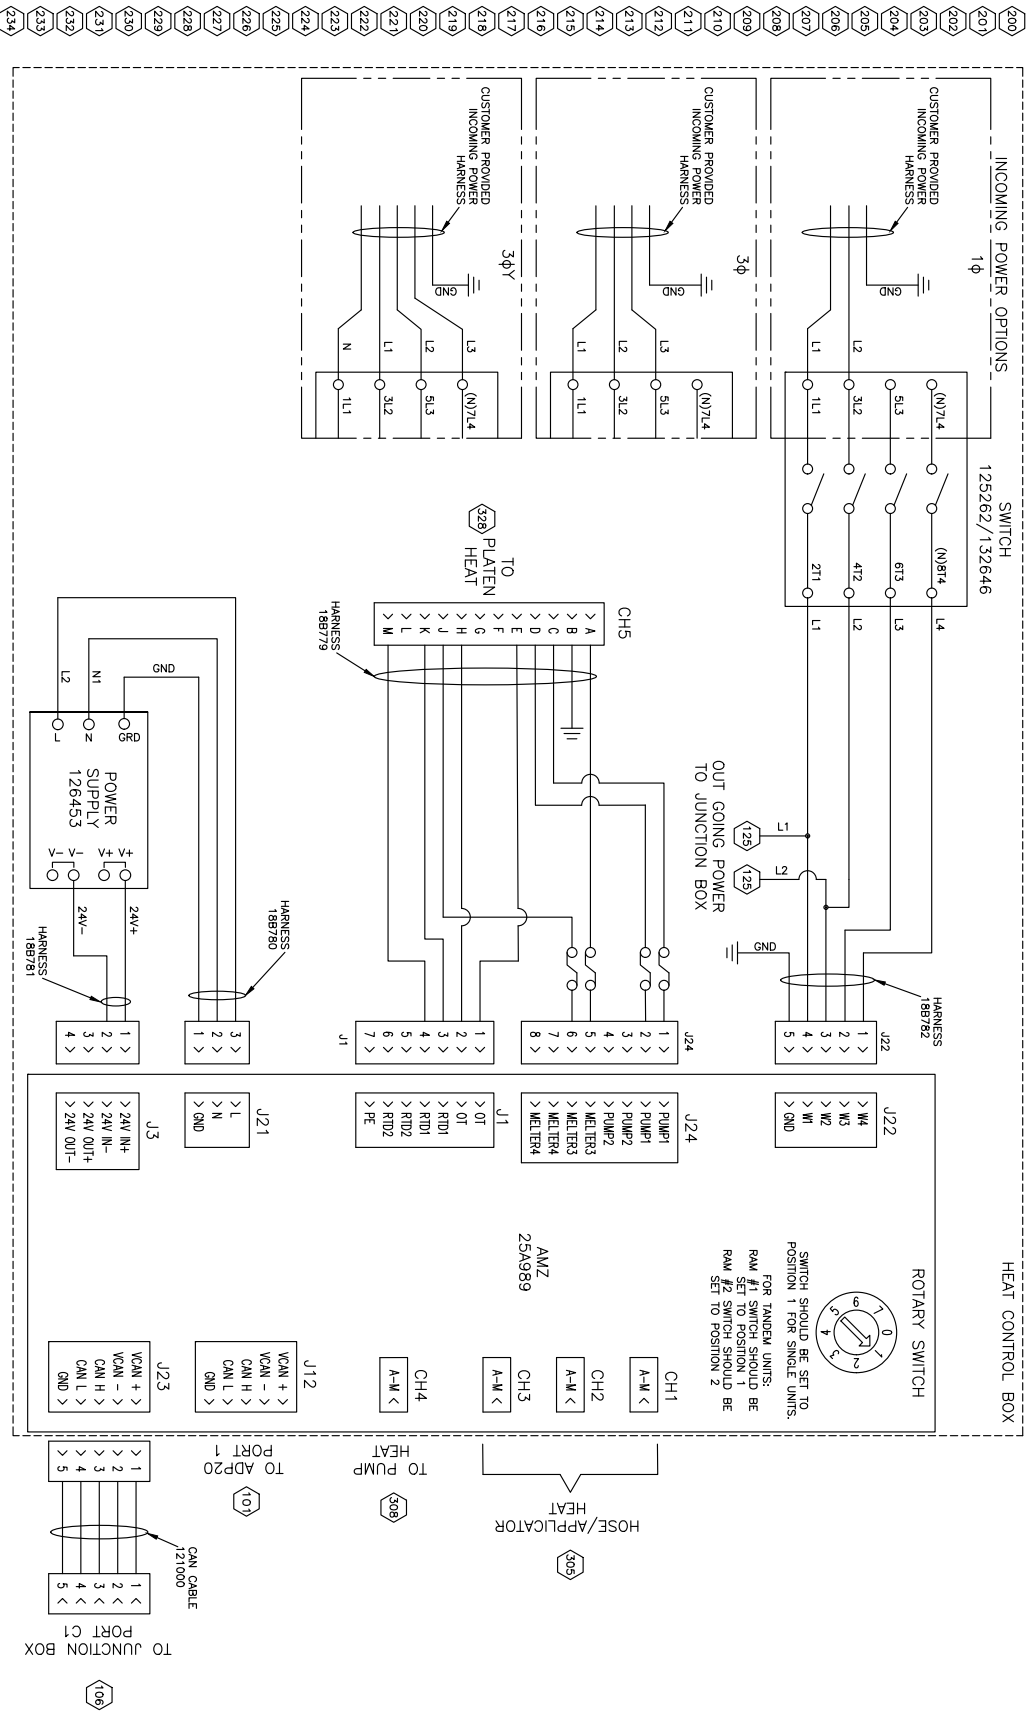 200
201
202
203
204
205
206
207
208
209
210
211
212
213
214
215
216
217
218
219
220
221
222
223
224
225
226
227
228
229
230
231
232
233
234
HEAT CONTROL BOX
INCOMING POWER OPTIONS
1ϕ
CUSTOMER PROVIDED
INCOMING POWER
HARNESS
GND
L2
L1
(N)7L4
5L3
3L2
1L1
SWITCH
125262/132646
(N)8T4
6T3
4T2
2T1
L4
L3
L2
L1
3ϕ
CUSTOMER PROVIDED
INCOMING POWER
HARNESS
GND
L3
L2
L1
(N)7L4
5L3
3L2
1L1
3ϕY
CUSTOMER PROVIDED
INCOMING POWER
HARNESS
GND
L3
L2
L1
N
(N)7L4
5L3
3L2
1L1
L1
L2
125
125
OUT GOING POWER
TO JUNCTION BOX
GND
HARNESS
18B782
J22
1
2
3
4
5
J22
W4
W3
W2
W1
GND
CH5
A
B
C
D
E
F
G
H
J
K
L
M
TO
PLATEN
HEAT
328
HARNESS
18B779
J24
1
2
3
4
5
6
7
8
J24
PUMP1
PUMP1
PUMP2
PUMP2
MELTER3
MELTER3
MELTER4
MELTER4
J1
1
2
3
4
5
6
7
J1
OT
OT
RTD1
RTD1
RTD2
RTD2
PE
GND
N1
L2
GRD
N
L
POWER
SUPPLY
126453
V+
V+
V-
V-
24V+
24V-
HARNESS
18B780
HARNESS
18B781
3
2
1
J21
L
N
GND
1
2
3
4
J3
24V IN+
24V IN-
24V OUT+
24V OUT-
AMZ
25A989
ROTARY SWITCH
0
1
2
3
4
5
6
7
SWITCH SHOULD BE SET TO
POSITION 1 FOR SINGLE UNITS.
FOR TANDEM UNITS:
RAM #1 SWITCH SHOULD BE
SET TO POSITION 1
RAM #2 SWITCH SHOULD BE
SET TO POSITION 2
CH1
A-M
CH2
A-M
CH3
A-M
HOSE/APPLICATOR
HEAT
305
CH4
A-M
TO PUMP
HEAT
308
J12
VCAN +
VCAN -
CAN H
CAN L
GND
TO ADP20
PORT 1
101
J23
VCAN +
VCAN -
CAN H
CAN L
GND
1
2
3
4
5
CAN CABLE
121000
1
2
3
4
5
TO JUNCTION BOX
PORT C1
106